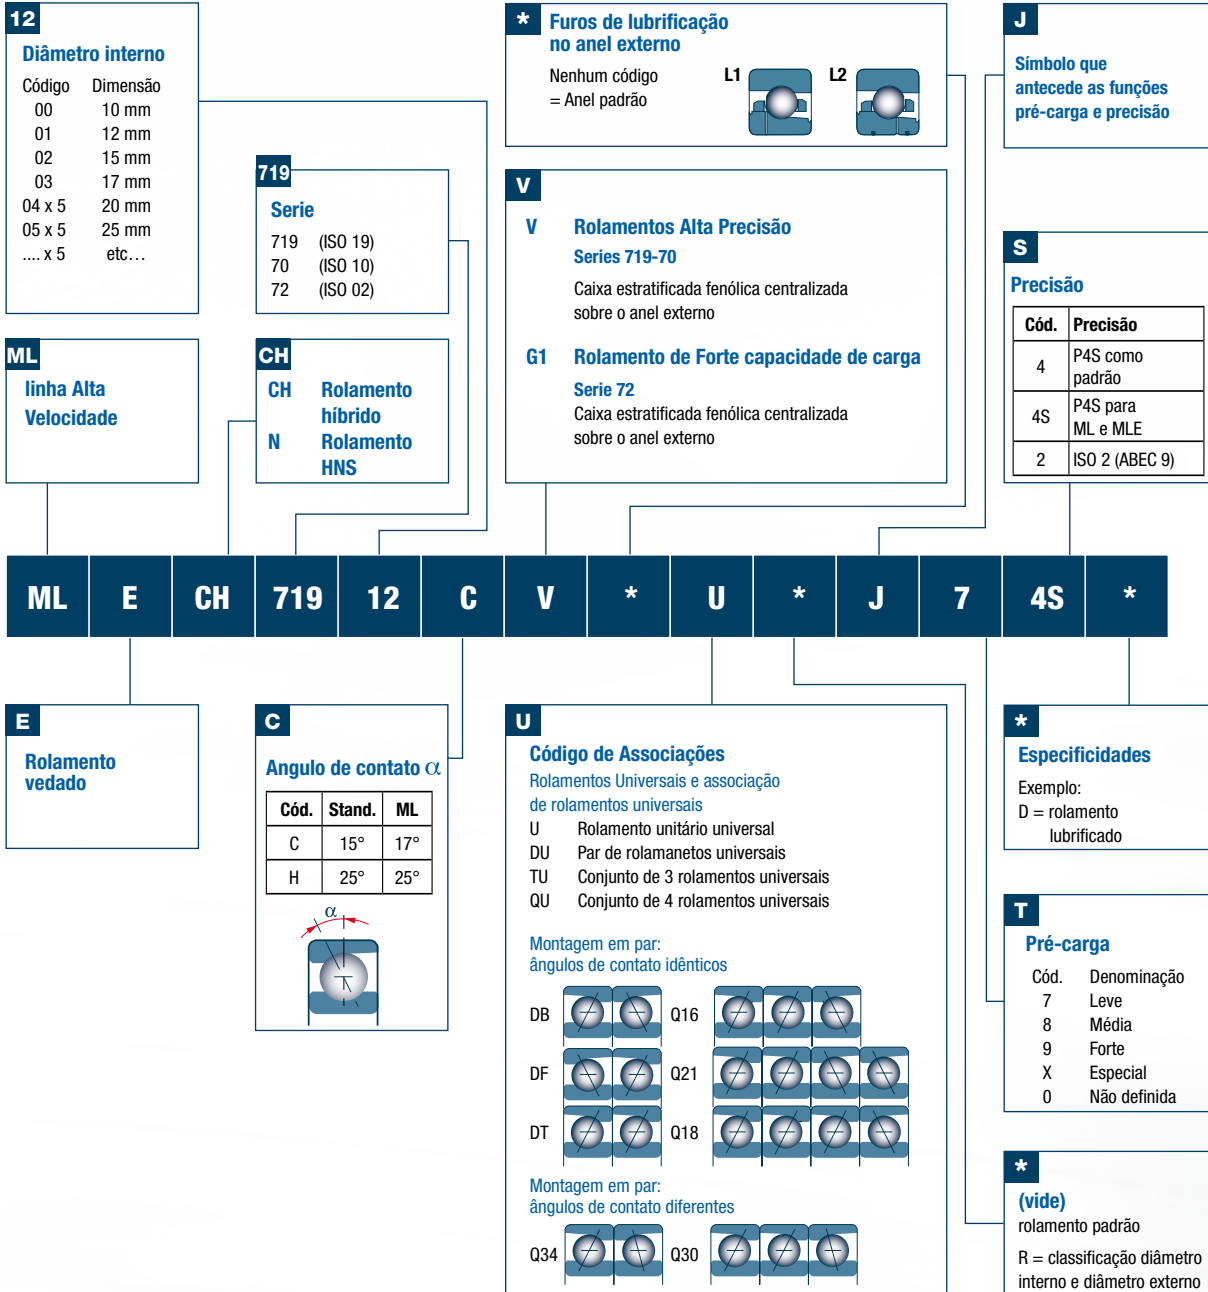 12
Diâmetro interno
Código Dimensão
00 10 mm
01 12 mm
02 15 mm
03 17 mm
04 x 5 20 mm
05 x 5 25 mm
.... x 5 etc...
719
Serie
719 (ISO 19)
70 (ISO 10)
72 (ISO 02)
*
Furos de lubrificação
no anel externo
Nenhum código
= Anel padrão
L1 L2
J
Símbolo que
antecede as funções
pré-carga e precisão
V
V Rolamentos Alta Precisão
Series 719-70
Caixa estratificada fenólica centralizada
sobre o anel externo
G1 Rolamento de Forte capacidade de carga
Serie 72
Caixa estratificada fenólica centralizada
sobre o anel externo
S
Precisão
Cód. Precisão
4 P4S como
padrão
4S P4S para
ML e MLE
2 ISO 2 (ABEC 9)
ML
linha Alta
Velocidade
CH
CH Rolamento
híbrido
N Rolamento
HNS
ML E CH 719 12 C V * U * J 7 4S *
E
Rolamento
vedado
C
Angulo de contato α
Cód. Stand. ML
C 15° 17°
H 25° 25°
α
U
Código de Associações
Rolamentos Universais e associação
de rolamentos universais
U Rolamento unitário universal
DU Par de rolamanetos universais
TU Conjunto de 3 rolamentos universais
QU Conjunto de 4 rolamentos universais
Montagem em par:
ângulos de contato idênticos
DB Q16
DF Q21
DT Q18
Montagem em par:
ângulos de contato diferentes
Q34 Q30
*
Especificidades
Exemplo:
D = rolamento
lubrificado
T
Pré-carga
Cód. Denominação
7 Leve
8 Média
9 Forte
X Especial
0 Não definida
*
(vide)
rolamento padrão
R = classificação diâmetro
interno e diâmetro externo